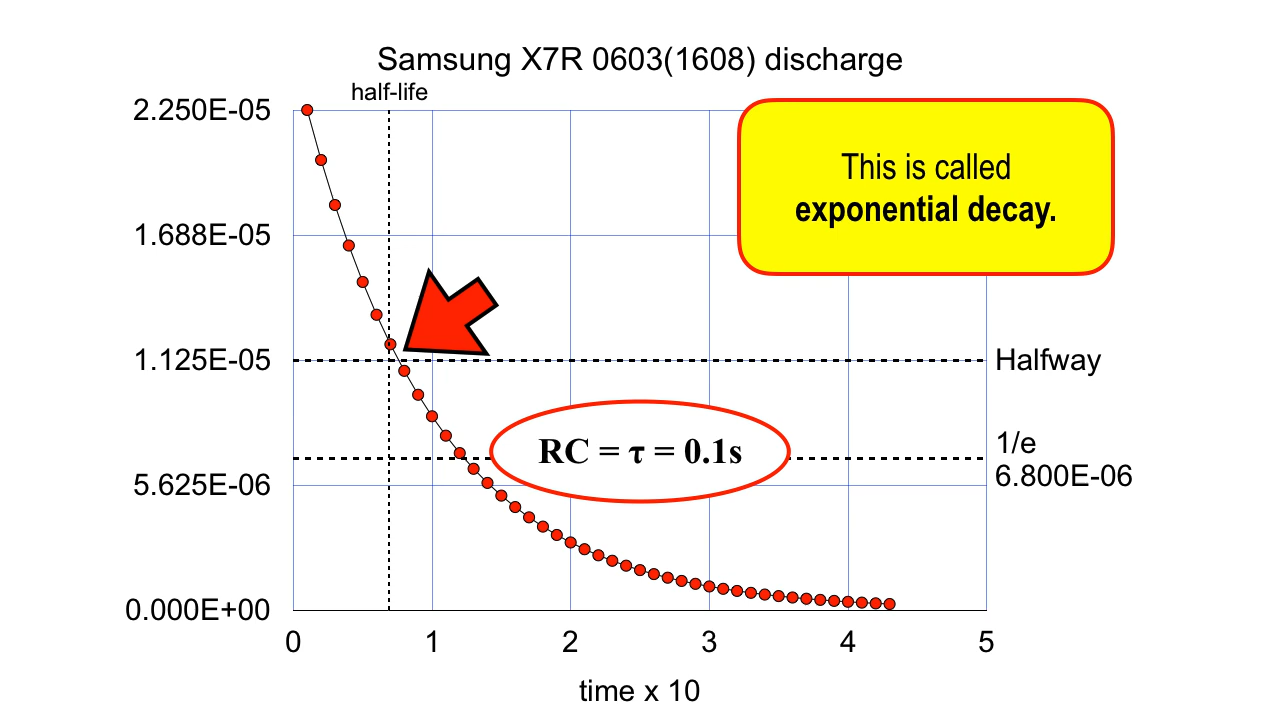 Samsung X7R 0603(1608) discharge
half-life
2.250E-05
This is called
exponential decay.
1.688E-05
1.125E-05
Halfway
RC = τ = 0.1s
1/e
6.800E-06
5.625E-06
0.000E+00
0 1 2 3 4 5
time x 10